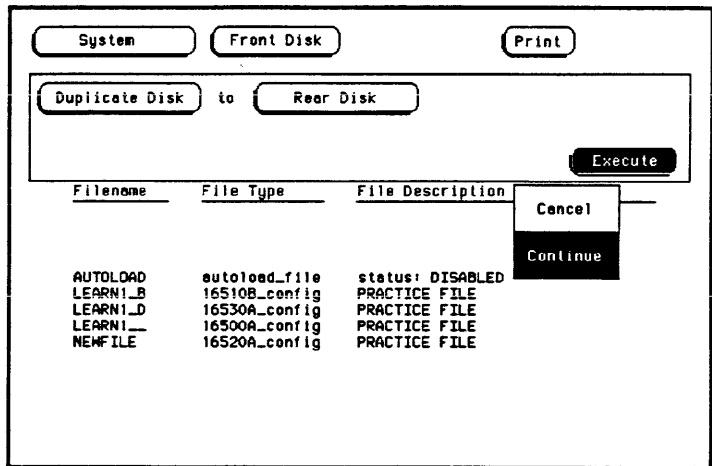 System Front Disk Print
Duplicate Disk to Rear Disk
Execute
Filename File Type File Description
Cancel
Continue
AUTOLOAD autoload_file status: DISABLED
LEARN1_B 16510B_config PRACTICE FILE
LEARN1_D 16530A_config PRACTICE FILE
LEARN1__ 16500A_config PRACTICE FILE
NEWFILE 16520A_config PRACTICE FILE